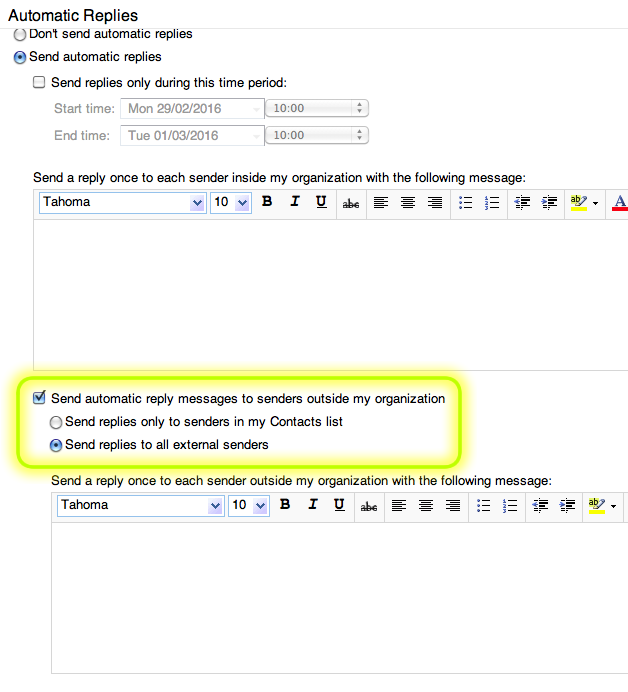 Automatic Replies
Don't send automatic replies
Send automatic replies
Send replies only during this time period:
Start time: Mon 29/02/2016 10:00
End time: Tue 01/03/2016 10:00
Send a reply once to each sender inside my organization with the following message:
Tahoma 10 B I U abc ab A
Send automatic reply messages to senders outside my organization
Send replies only to senders in my Contacts list
Send replies to all external senders
Send a reply once to each sender outside my organization with the following message:
Tahoma 10 B I U abc ab